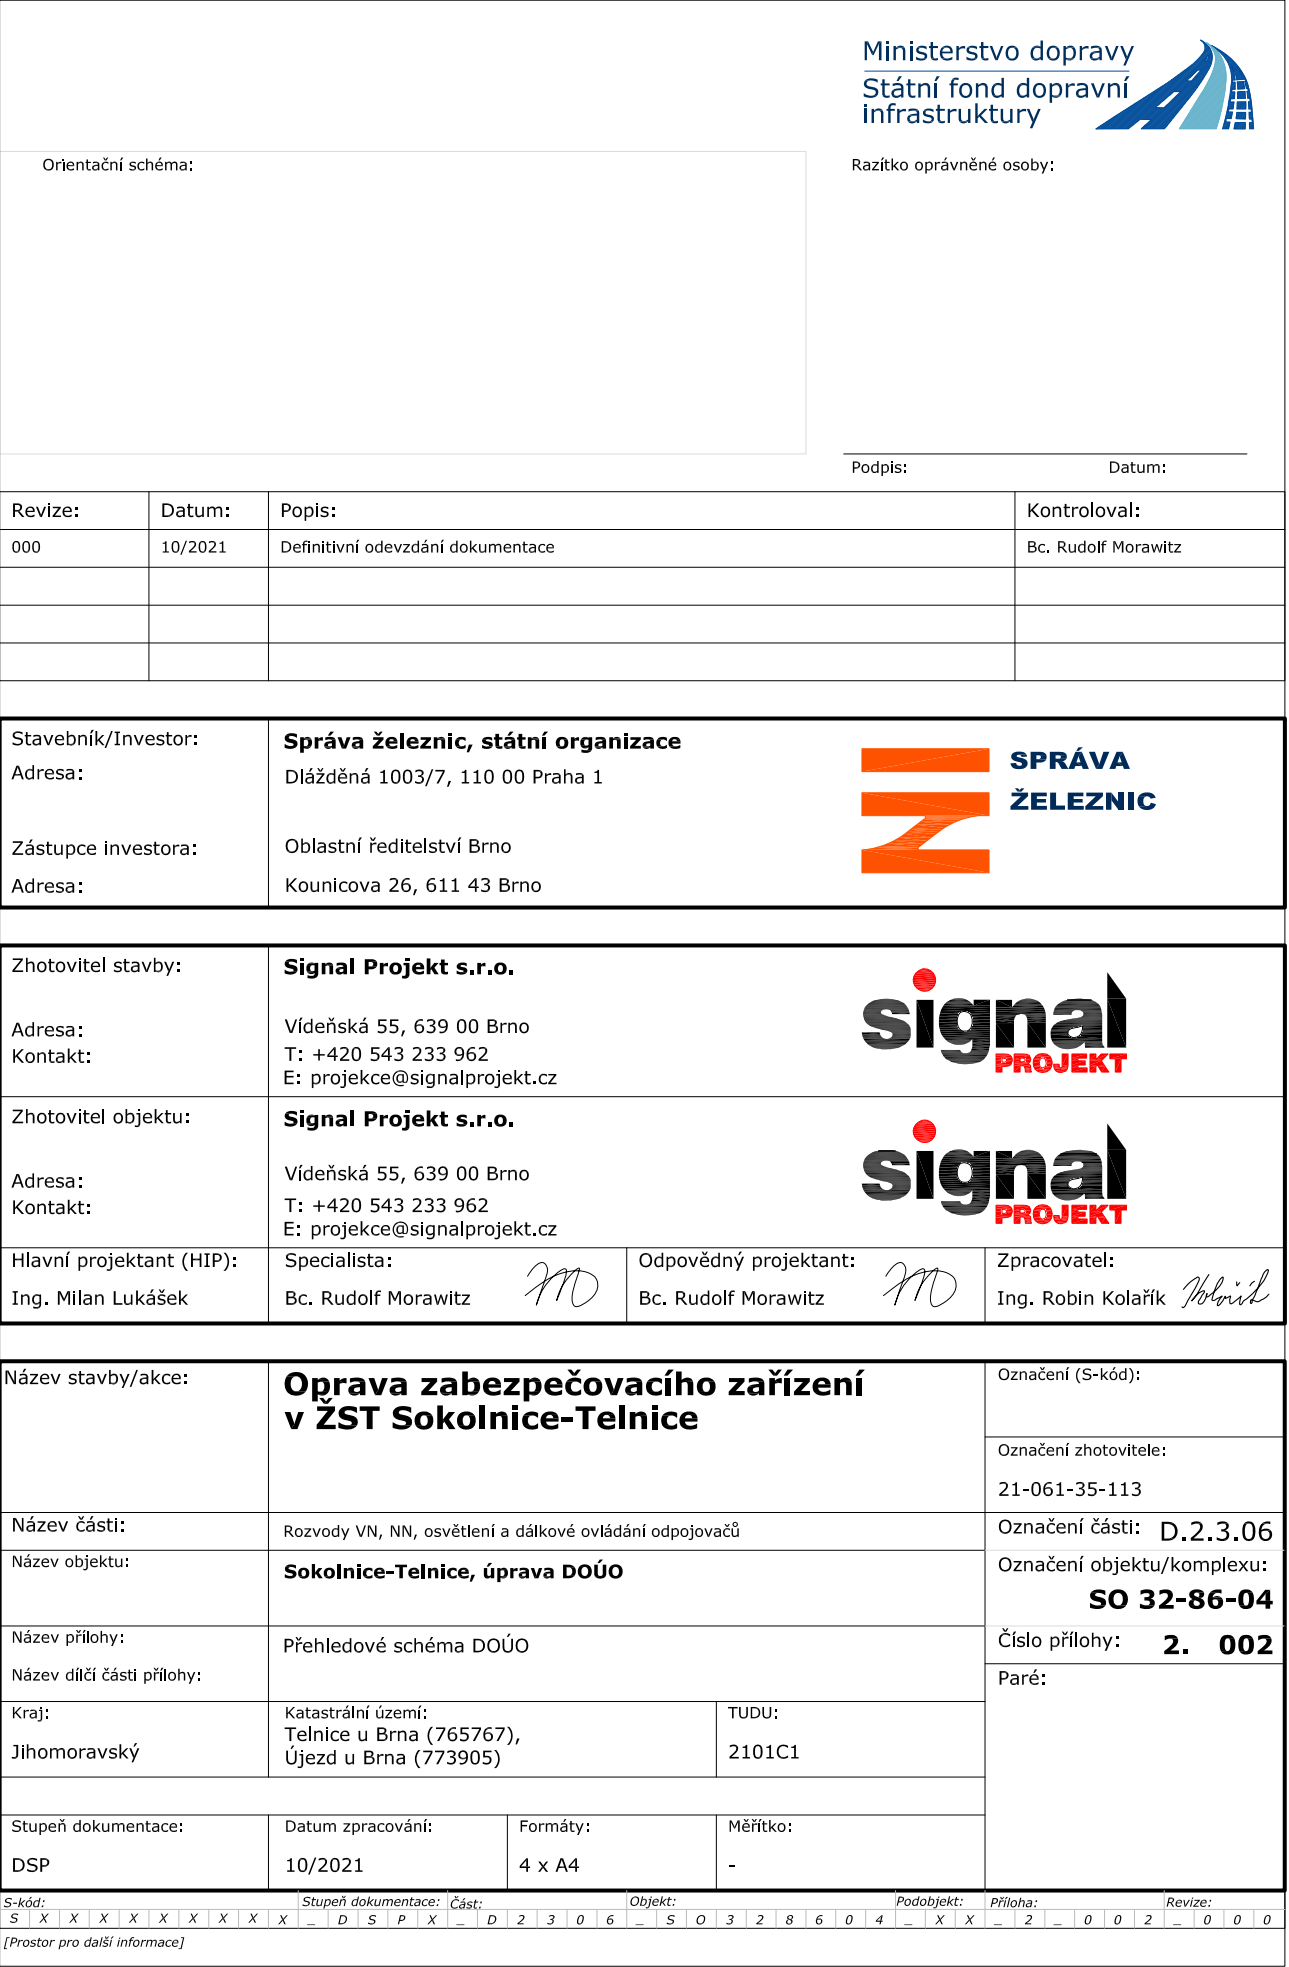 Ministerstvo dopravy
Státní fond dopravní
infrastruktury
Orientační schéma:
Razítko oprávněné osoby:
Podpis: Datum:
Revize: Datum: Popis: Kontroloval:
000 10/2021 Definitivní odevzdání dokumentace Bc. Rudolf Morawitz
Stavebník/Investor: Správa železnic, státní organizace
Adresa: Dlážděná 1003/7, 110 00 Praha 1
SPRÁVA
ŽELEZNIC
Zástupce investora: Oblastní ředitelství Brno
Adresa: Kounicova 26, 611 43 Brno
Zhotovitel stavby: Signal Projekt s.r.o.
Adresa: Vídeňská 55, 639 00 Brno
Kontakt: T: +420 543 233 962
E: projekce@signalprojekt.cz
signal
PROJEKT
Zhotovitel objektu: Signal Projekt s.r.o.
Adresa: Vídeňská 55, 639 00 Brno
Kontakt: T: +420 543 233 962
E: projekce@signalprojekt.cz
signal
PROJEKT
Hlavní projektant (HIP): Specialista: Odpovědný projektant: Zpracovatel:
Ing. Milan Lukášek Bc. Rudolf Morawitz Bc. Rudolf Morawitz Ing. Robin Kolařík
Název stavby/akce: Oprava zabezpečovacího zařízení
v ŽST Sokolnice-Telnice
Označení (S-kód):
Označení zhotovitele:
21-061-35-113
Název části: Rozvody VN, NN, osvětlení a dálkové ovládání odpojovačů
Označení části: D.2.3.06
Název objektu: Sokolnice-Telnice, úprava DOÚO
Označení objektu/komplexu:
SO 32-86-04
Název přílohy: Přehledové schéma DOÚO
Číslo přílohy: 2. 002
Název dílčí části přílohy:
Paré:
Kraj: Katastrální území: TUDU:
Jihomoravský Telnice u Brna (765767),
Újezd u Brna (773905)
2101C1
Stupeň dokumentace: Datum zpracování: Formáty: Měřítko:
DSP 10/2021 4 x A4 -
S-kód: Stupeň dokumentace: Část: Objekt: Podobjekt: Příloha: Revize:
S X X X X X X X X X _ D S P X _ D 2 3 0 6 _ S O 3 2 8 6 0 4 _ X X _ 2 _ 0 0 2 _ 0 0 0
[Prostor pro další informace]